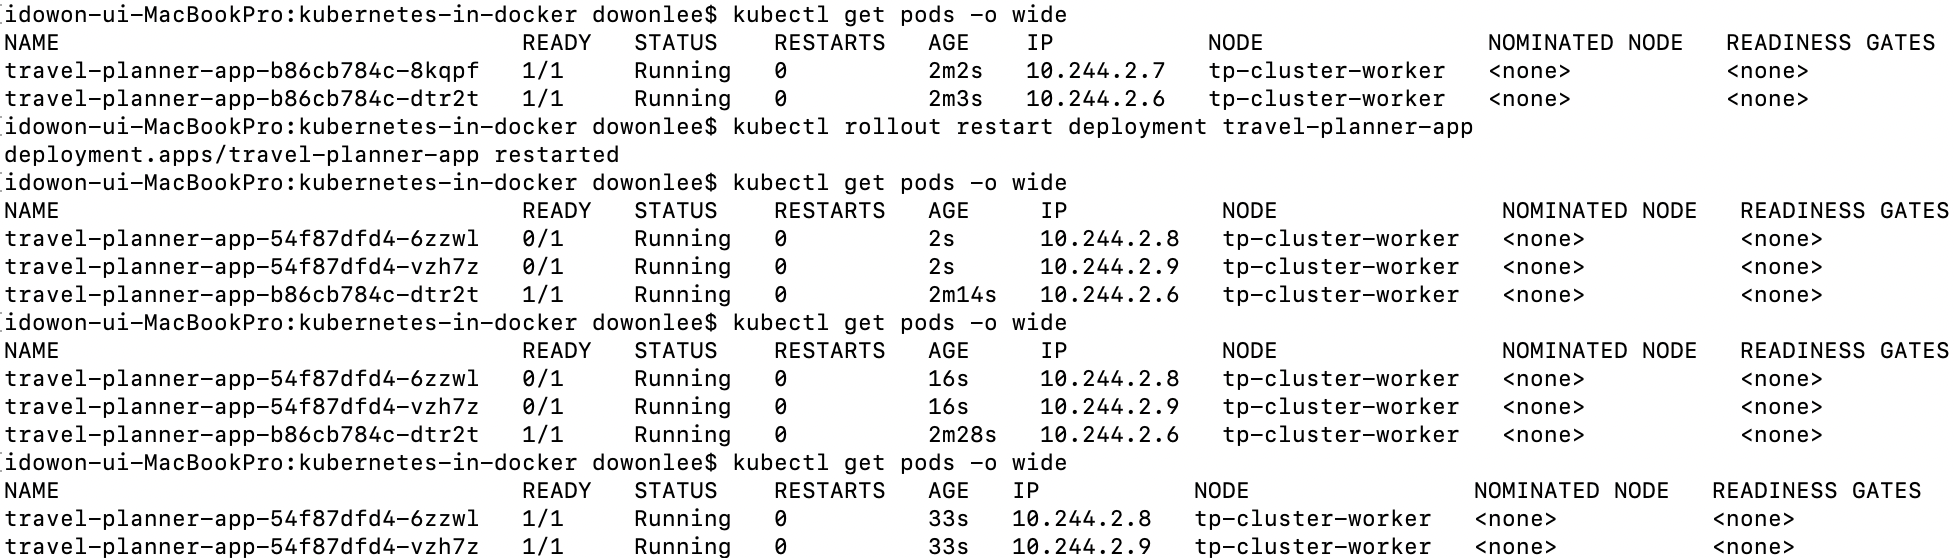 idowon-ui-MacBookPro:kubernetes-in-docker dowonlee$ kubectl get pods -o wide
NAME                                 READY   STATUS    RESTARTS   AGE   IP           NODE                NOMINATED NODE   READINESS GATES
travel-planner-app-b86cb784c-8kqpf   1/1     Running   0          2m2s   10.244.2.7   tp-cluster-worker   <none>           <none>
travel-planner-app-b86cb784c-dtr2t   1/1     Running   0          2m3s   10.244.2.6   tp-cluster-worker   <none>           <none>
idowon-ui-MacBookPro:kubernetes-in-docker dowonlee$ kubectl rollout restart deployment travel-planner-app
deployment.apps/travel-planner-app restarted
idowon-ui-MacBookPro:kubernetes-in-docker dowonlee$ kubectl get pods -o wide
NAME                                 READY   STATUS    RESTARTS   AGE     IP           NODE                NOMINATED NODE   READINESS GATES
travel-planner-app-54f87dfd4-6zzwl   0/1     Running   0          2s      10.244.2.8   tp-cluster-worker   <none>           <none>
travel-planner-app-54f87dfd4-vzh7z   0/1     Running   0          2s      10.244.2.9   tp-cluster-worker   <none>           <none>
travel-planner-app-b86cb784c-dtr2t   1/1     Running   0          2m14s   10.244.2.6   tp-cluster-worker   <none>           <none>
idowon-ui-MacBookPro:kubernetes-in-docker dowonlee$ kubectl get pods -o wide
NAME                                 READY   STATUS    RESTARTS   AGE     IP           NODE                NOMINATED NODE   READINESS GATES
travel-planner-app-54f87dfd4-6zzwl   0/1     Running   0          16s     10.244.2.8   tp-cluster-worker   <none>           <none>
travel-planner-app-54f87dfd4-vzh7z   0/1     Running   0          16s     10.244.2.9   tp-cluster-worker   <none>           <none>
travel-planner-app-b86cb784c-dtr2t   1/1     Running   0          2m28s   10.244.2.6   tp-cluster-worker   <none>           <none>
idowon-ui-MacBookPro:kubernetes-in-docker dowonlee$ kubectl get pods -o wide
NAME                                 READY   STATUS    RESTARTS   AGE   IP           NODE                NOMINATED NODE   READINESS GATES
travel-planner-app-54f87dfd4-6zzwl   1/1     Running   0          33s   10.244.2.8   tp-cluster-worker   <none>           <none>
travel-planner-app-54f87dfd4-vzh7z   1/1     Running   0          33s   10.244.2.9   tp-cluster-worker   <none>           <none>